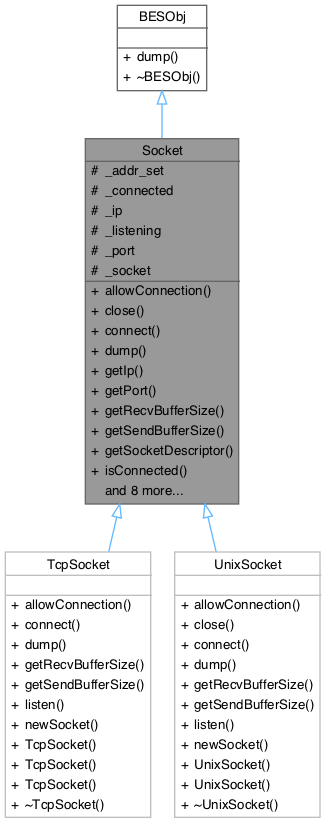 BESObj
+ dump()
+ ~BESObj()
Socket
# _addr_set
# _connected
# _ip
# _listening
# _port
# _socket
+ allowConnection()
+ close()
+ connect()
+ dump()
+ getIp()
+ getPort()
+ getRecvBufferSize()
+ getSendBufferSize()
+ getSocketDescriptor()
+ isConnected()
and 8 more...
TcpSocket
+ allowConnection()
+ connect()
+ dump()
+ getRecvBufferSize()
+ getSendBufferSize()
+ listen()
+ newSocket()
+ TcpSocket()
+ TcpSocket()
+ TcpSocket()
+ ~TcpSocket()
UnixSocket
+ allowConnection()
+ close()
+ connect()
+ dump()
+ getRecvBufferSize()
+ getSendBufferSize()
+ listen()
+ newSocket()
+ UnixSocket()
+ UnixSocket()
+ ~UnixSocket()